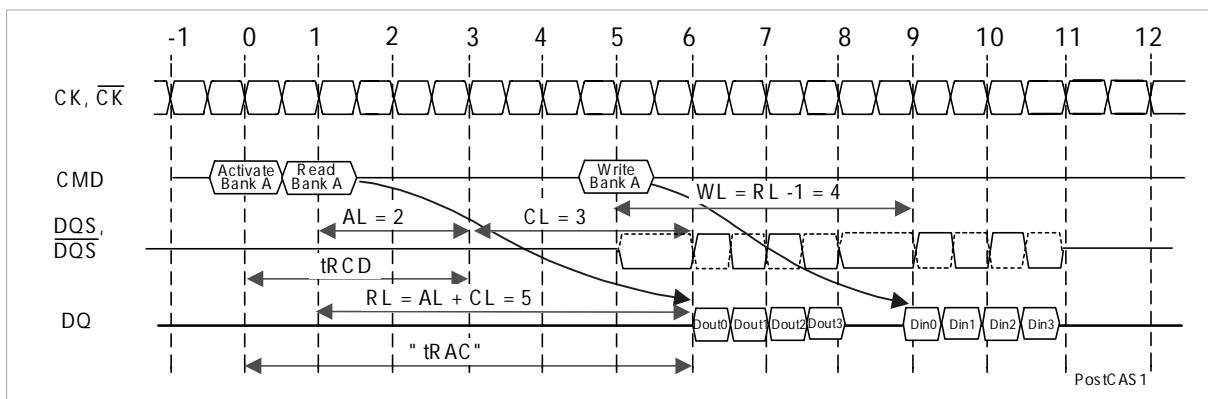 -1 0 1 2 3 4 5 6 7 8 9 10 11 12
CK, CK
CMD
Activate
Bank A
Read
Bank A
Write
Bank A
WL = RL -1 = 4
AL = 2
CL = 3
DQS,
DQS
tRCD
RL = AL + CL = 5
DQ
Dout0 Dout1 Dout2 Dout3
Din0 Din1 Din2 Din3
"tRAC"
PostCAS1